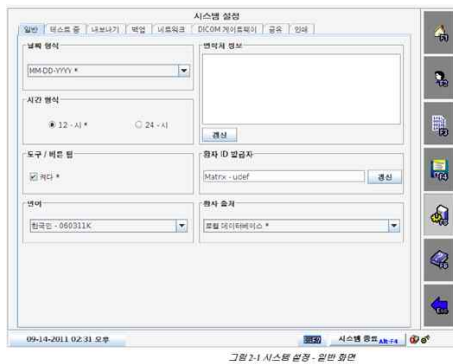 시스템 설정
일반 테스트 중 내보내기 백업 네트워크 DICOM 게이트웨이 공유 인쇄
날짜 형식
MM-DD-YYYY *
연락처 정보
갱신
시간 형식
12 - 시 *
24 - 시
도구 / 버튼 팁
켜다 *
환자 ID 발급자
Matrix - udef
갱신
언어
한국인 - 060311K
환자 출처
로컬 데이터베이스 *
09-14-2011 02:31 오후
시스템 종료 Alt-F4
그림 2-1 시스템 설정 - 일반 화면